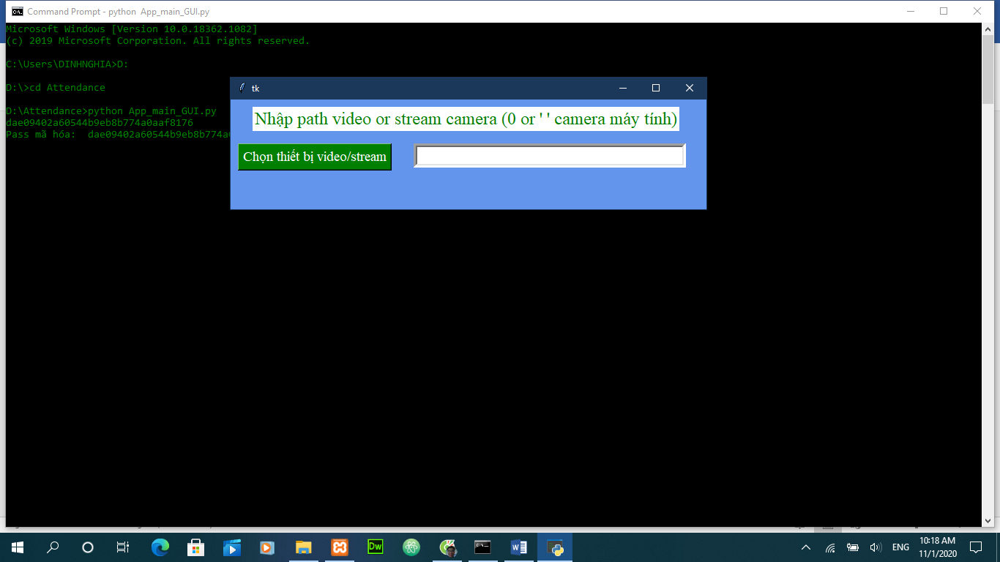 Command Prompt - python  App_main_GUI.py
Microsoft Windows [Version 10.0.18362.1082]
(c) 2019 Microsoft Corporation. All rights reserved.
C:\Users\DINHNGHIA>D:
D:\>cd Attendance
D:\Attendance>python App_main_GUI.py
dae09402a60544b9eb8b774a0aaf8176
Pass mã hóa:  dae09402a60544b9eb8b774a
tk
Nhập path video or stream camera (0 or ' ' camera máy tính)
Chọn thiết bị video/stream
Dw
ENG
10:18 AM
11/1/2020